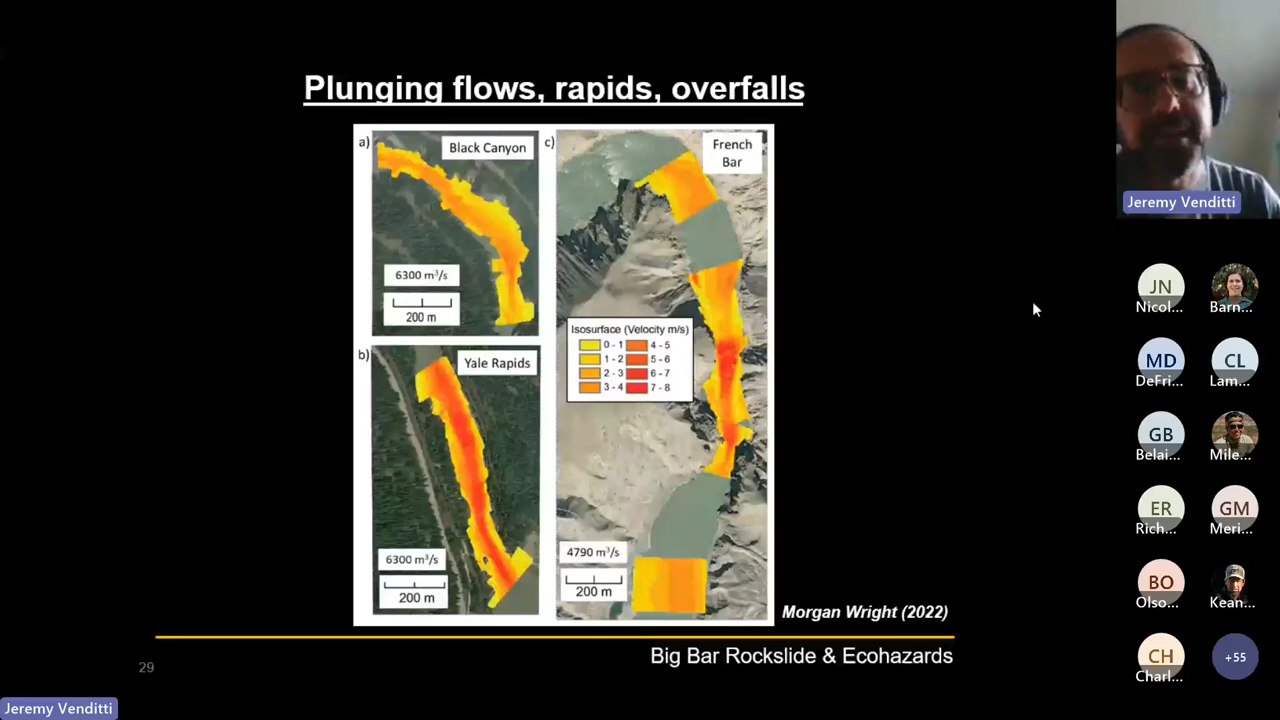 Plunging flows, rapids, overfalls
a)
Black Canyon
6300 m³/s
200 m
b)
Yale Rapids
6300 m³/s
200 m
c)
French
Bar
Isosurface (Velocity m/s)
0 - 1 4 - 5
1 - 2 5 - 6
2 - 3 6 - 7
3 - 4 7 - 8
4790 m³/s
200 m
Morgan Wright (2022)
Big Bar Rockslide & Ecohazards
29
Jeremy Venditti
Jeremy Venditti
JN
Nicol... Barn...
MD CL
DeFri... Lam...
GB
Belai... Mile...
ER GM
Rich... Meri...
BO
Olso... Kean...
CH +55
Charl...